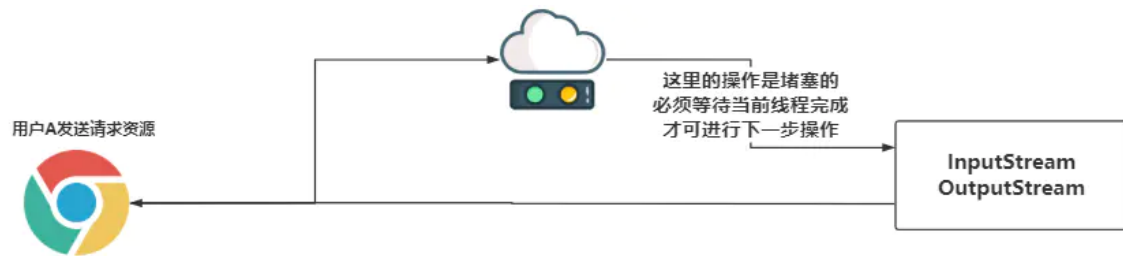 用户A发送请求资源
这里的操作是堵塞的
必须等待当前线程完成
才可进行下一步操作
InputStream
OutputStream